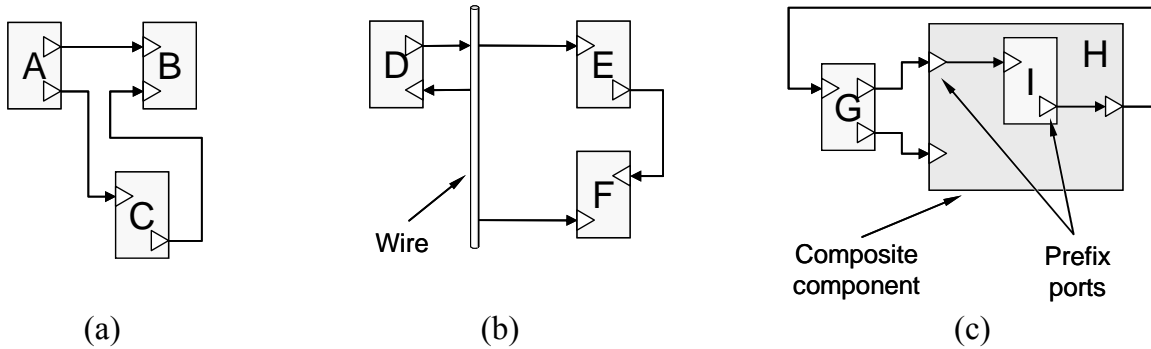 A
B
C
(a)
D
E
F
Wire
(b)
G
H
I
Composite
component
Prefix
ports
(c)